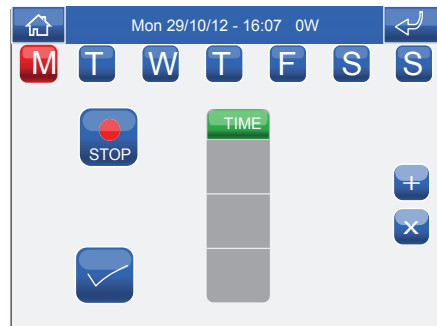 Mon 29/10/12 - 16:07 0W
M T W T F S S
TIME
STOP
+
x